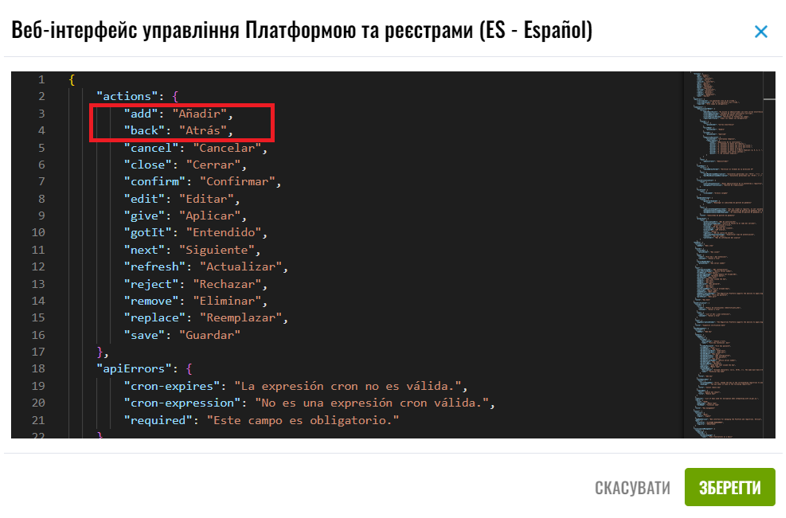 Веб-інтерфейс управління Платформою та реєстрами (ES - Español)
1 {
2 "actions": {
3 "add": "Añadir",
4 "back": "Atrás",
5 "cancel": "Cancelar",
6 "close": "Cerrar",
7 "confirm": "Confirmar",
8 "edit": "Editar",
9 "give": "Aplicar",
10 "gotIt": "Entendido",
11 "next": "Siguiente",
12 "refresh": "Actualizar",
13 "reject": "Rechazar",
14 "remove": "Eliminar",
15 "replace": "Reemplazar",
16 "save": "Guardar"
17 },
18 "apiErrors": {
19 "cron-expires": "La expresión cron no es válida.",
20 "cron-expression": "No es una expresión cron válida.",
21 "required": "Este campo es obligatorio."
22 }
СКАСУВАТИ ЗБЕРЕГТИ